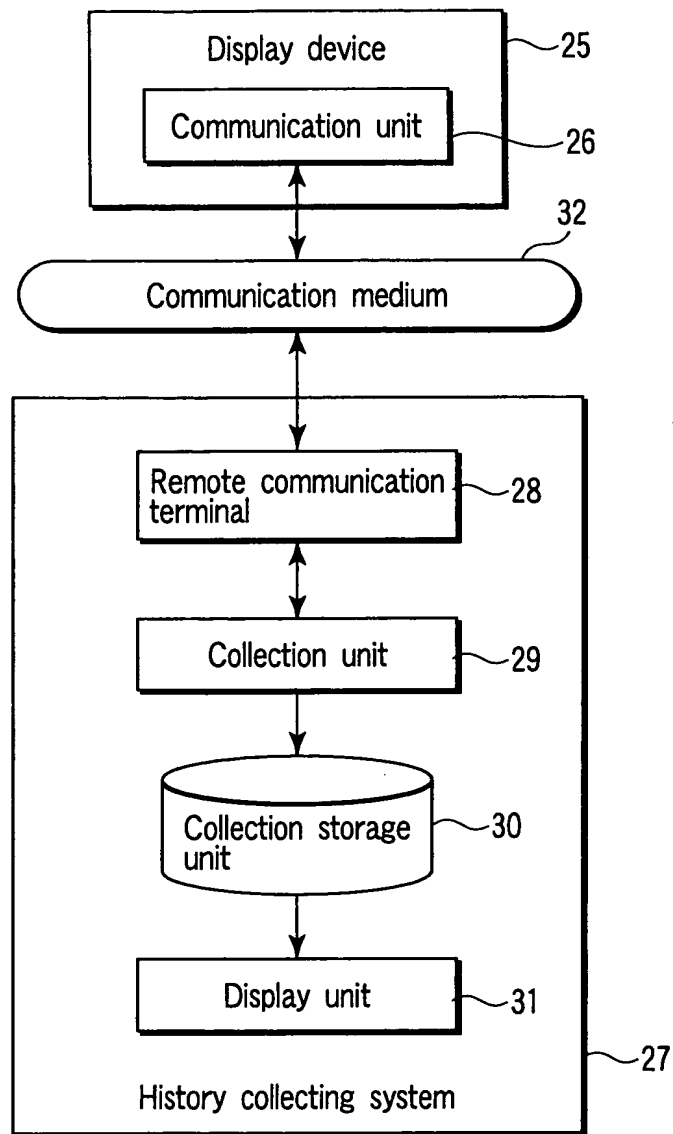 Display device
25
Communication unit
26
32
Communication medium
Remote communication
terminal
28
Collection unit
29
Collection storage
unit
30
Display unit
31
27
History collecting system